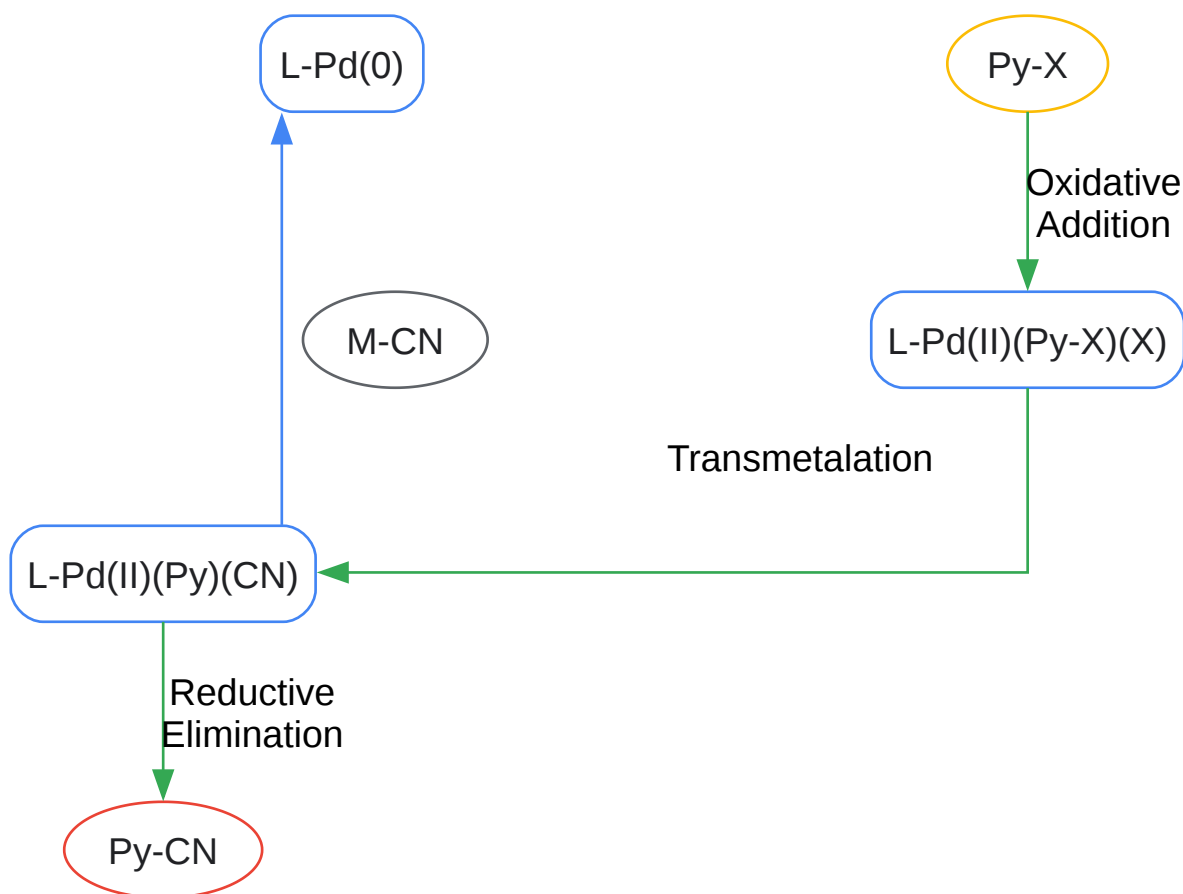 L-Pd(0)
Py-X
Oxidative
Addition
M-CN
L-Pd(II)(Py-X)(X)
Transmetalation
L-Pd(II)(Py)(CN)
Reductive
Elimination
Py-CN